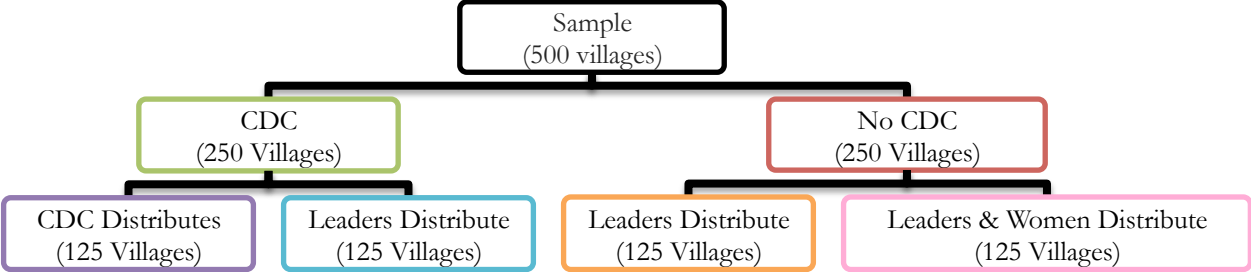 Sample
(500 villages)
CDC
(250 Villages)
No CDC
(250 Villages)
CDC Distributes
(125 Villages)
Leaders Distribute
(125 Villages)
Leaders Distribute
(125 Villages)
Leaders & Women Distribute
(125 Villages)